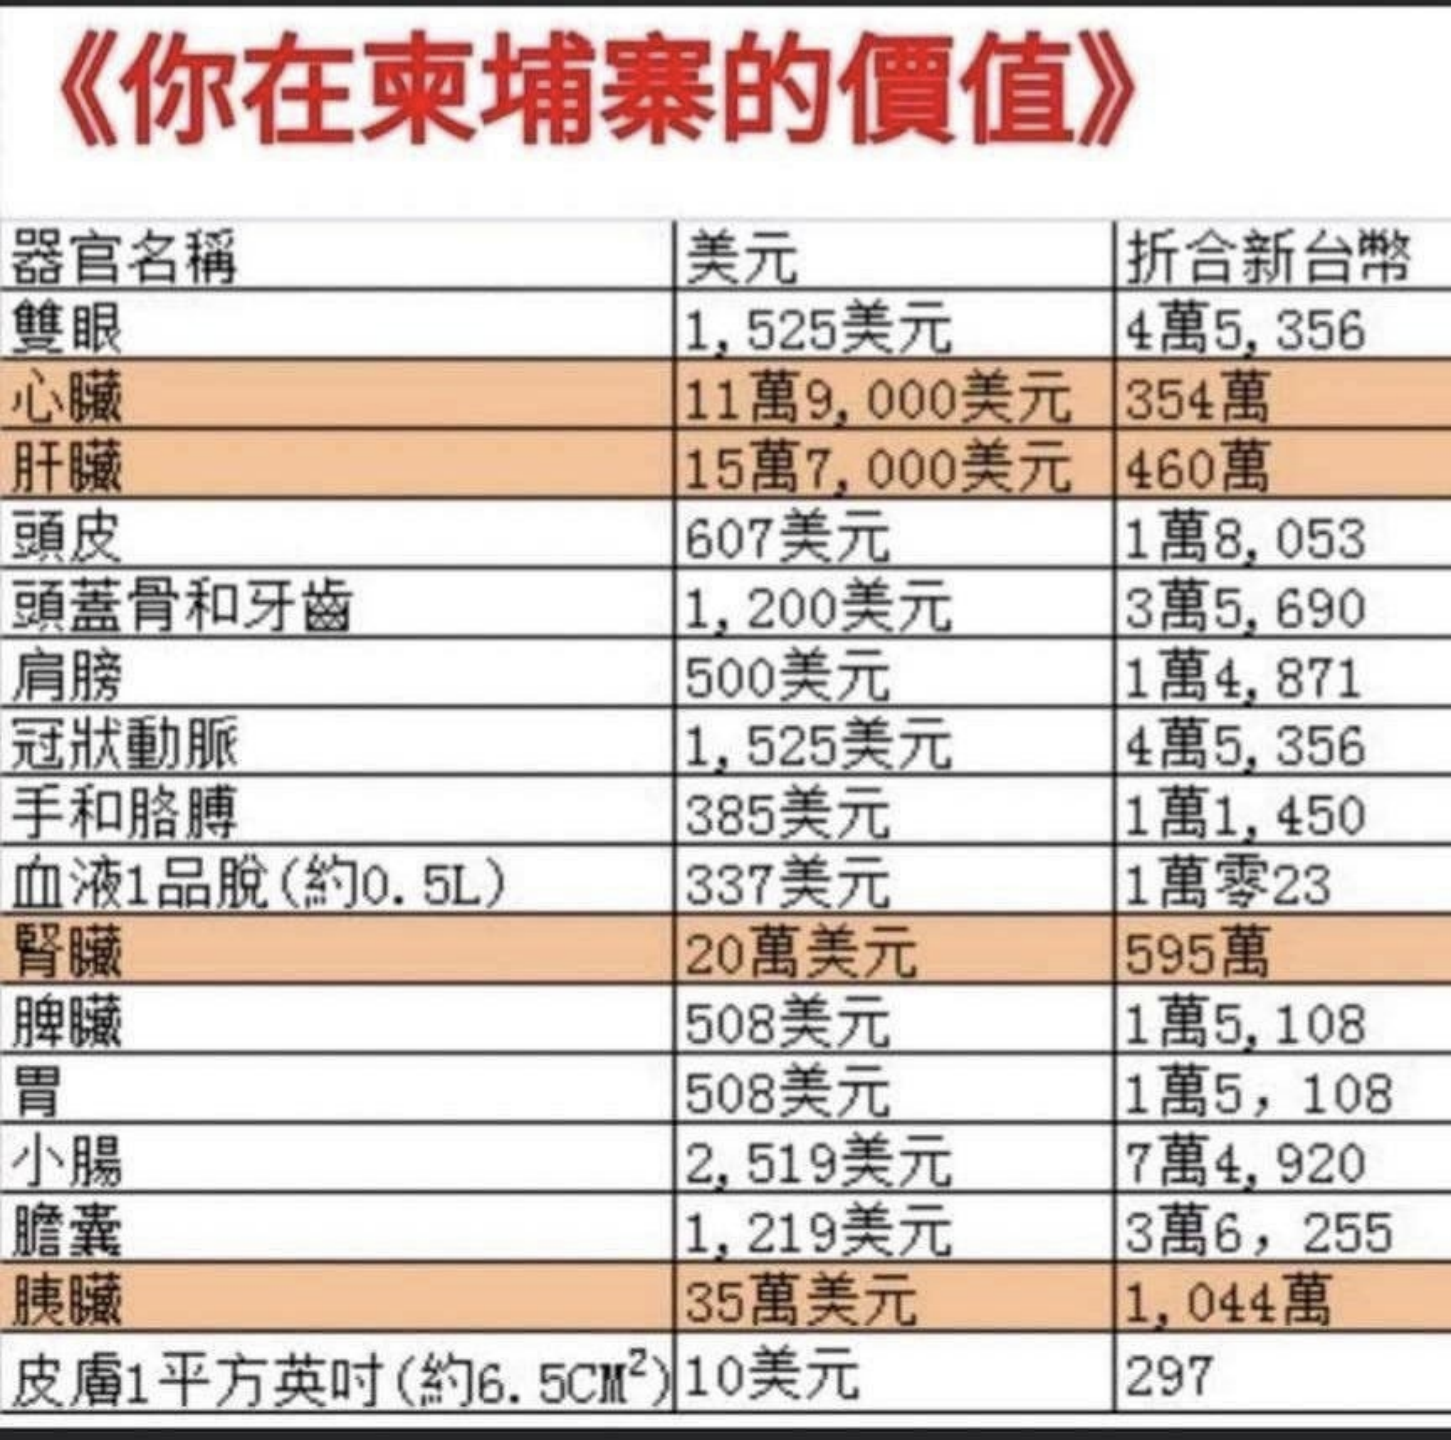 《你在柬埔寨的價值》
器官名稱 美元 折合新台幣
雙眼 1,525美元 4萬5,356
心臟 11萬9,000美元 354萬
肝臟 15萬7,000美元 460萬
頭皮 607美元 1萬8,053
頭蓋骨和牙齒 1,200美元 3萬5,690
肩膀 500美元 1萬4,871
冠狀動脈 1,525美元 4萬5,356
手和胳膊 385美元 1萬1,450
血液1品脫(約0.5L) 337美元 1萬零23
腎臟 20萬美元 595萬
脾臟 508美元 1萬5,108
胃 508美元 1萬5，108
小腸 2,519美元 7萬4,920
膽囊 1,219美元 3萬6，255
胰臟 35萬美元 1,044萬
皮膚1平方英吋(約6.5CM²) 10美元 297